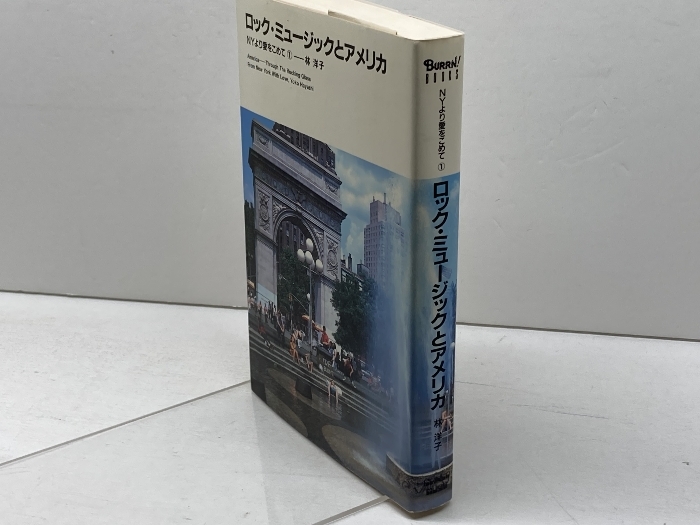 ロック・ミュージックとアメリカ
NYより愛をこめて①——林 洋子
America — Through The Rocking Glass
From New York With Love, Yoko Hayashi
BURRN!
BOOKS
NYより愛をこめて①
ロック・ミュージックとアメリカ
林 洋子